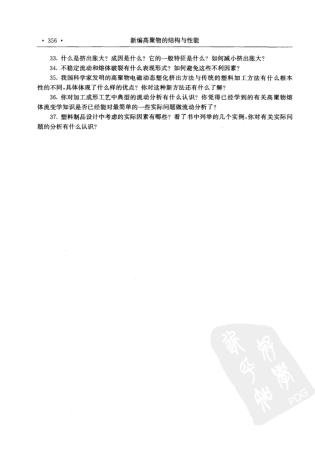 · 356 · 新编高聚物的结构与性能
33. 什么是挤出胀大？成因是什么？它的一般特征是什么？如何减小挤出胀大？
34. 不稳定流动和熔体破裂有什么表现形式？如何避免这些不利因素？
35. 我国科学家发明的高聚物电磁动态塑化挤出方法与传统的塑料加工方法有什么根本
性的不同，具体体现了什么样的优点？你对这种新方法还有什么了解？
36. 你对加工成形工艺中典型的流动分析有什么认识？你觉得已经学到的有关高聚物熔
体流变学知识是否已经能对最简单的一些实际问题做流动分析了？
37. 塑料制品设计中考虑的实际因素有哪些？看了书中列举的几个实例，你对有关实际问
题的分析有什么认识？
PDG